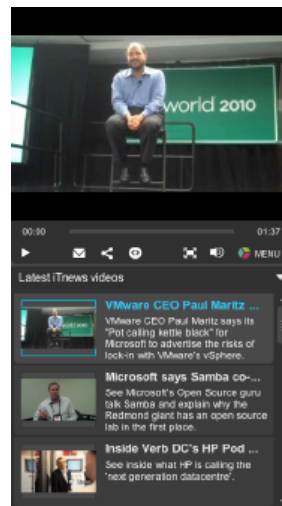 world 2010
00:00
01:37
MENU
Latest iTnews videos
VMware CEO Paul Maritz ...
VMware CEO Paul Maritz says its
"Pot calling kettle black" for
Microsoft to advertise the risks of
lock-in with VMware's vSphere.
Microsoft says Samba co-...
See Microsoft's Open Source guru
talk Samba and explain why the
Redmond giant has an open source
lab in the first place.
Inside Verb DC's HP Pod ...
See inside what HP is calling the
'next generation datacentre'.